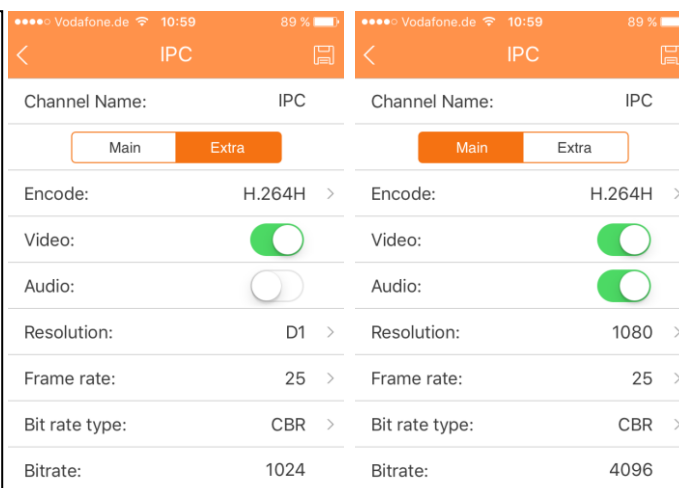 ●●●●○ Vodafone.de 10:59 89 %
IPC
Channel Name: IPC
Main Extra
Encode: H.264H >
Video:
Audio:
Resolution: D1 >
Frame rate: 25 >
Bit rate type: CBR >
Bitrate: 1024
●●●●○ Vodafone.de 10:59 89 %
IPC
Channel Name: IPC
Main Extra
Encode: H.264H >
Video:
Audio:
Resolution: 1080 >
Frame rate: 25 >
Bit rate type: CBR >
Bitrate: 4096